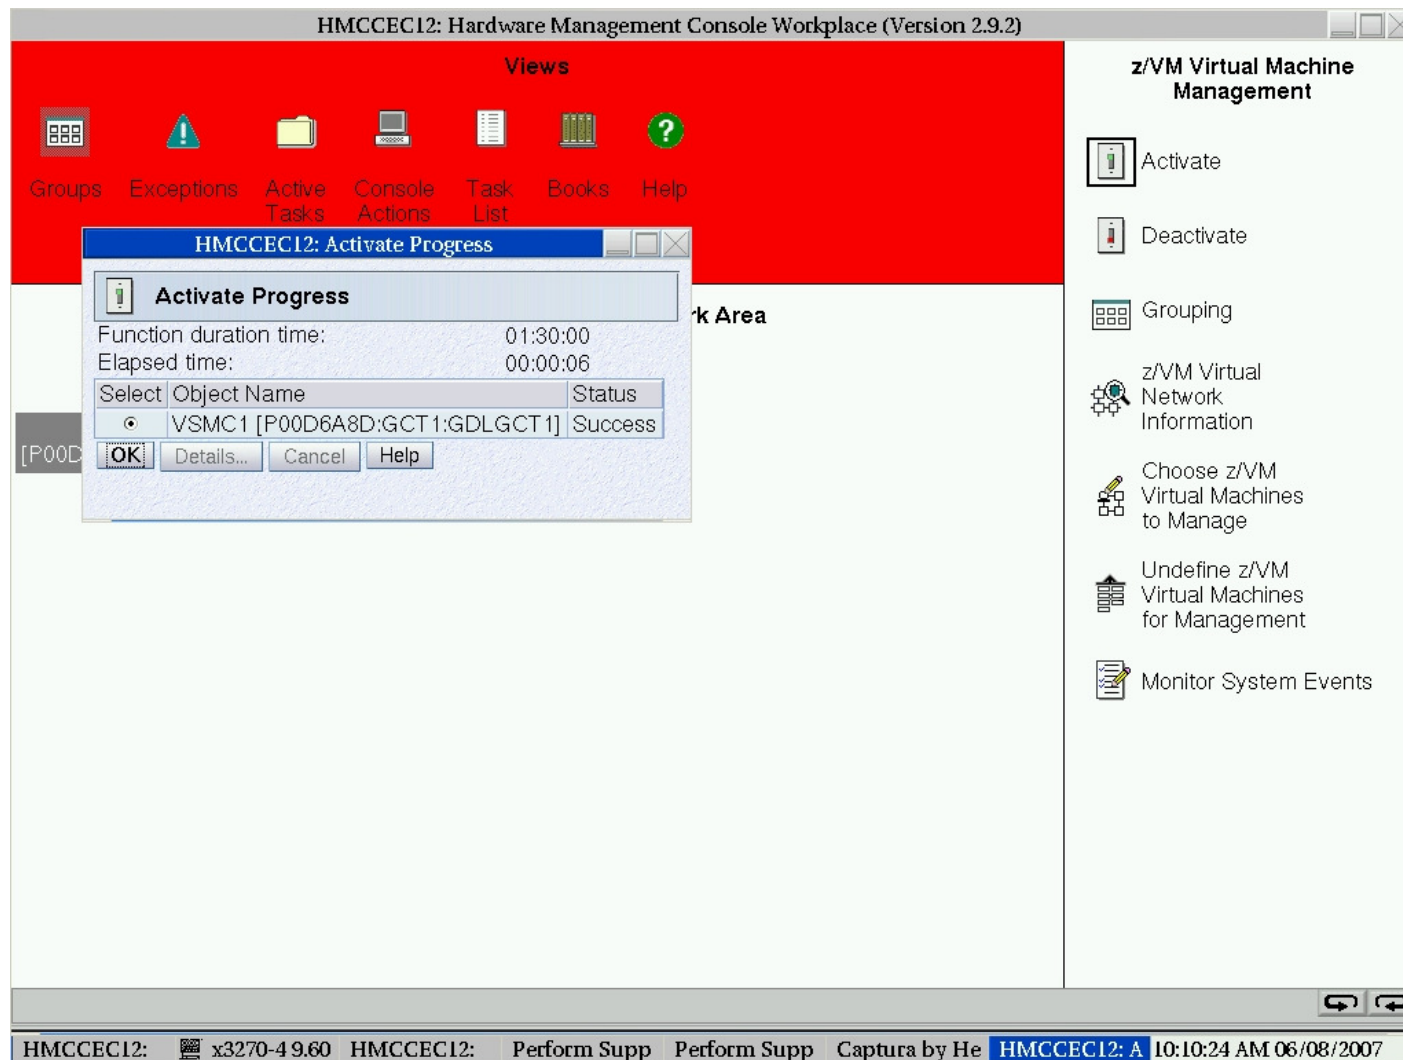 HMCCEC12: Hardware Management Console Workplace (Version 2.9.2)
Views
Groups
Exceptions
Active
Tasks
Console
Actions
Task
List
Books
Help
HMCCEC12: Activate Progress
Activate Progress
Function duration time: 01:30:00
Elapsed time: 00:00:06
Select Object Name Status
VSMC1 [P00D6A8D:GCT1:GDLGCT1] Success
OK Details... Cancel Help
rk Area
[P00D
z/VM Virtual Machine
Management
Activate
Deactivate
Grouping
z/VM Virtual
Network
Information
Choose z/VM
Virtual Machines
to Manage
Undefine z/VM
Virtual Machines
for Management
Monitor System Events
HMCCEC12: x3270-4 9.60 HMCCEC12: Perform Supp Perform Supp Captura by He HMCCEC12: A 10:10:24 AM 06/08/2007